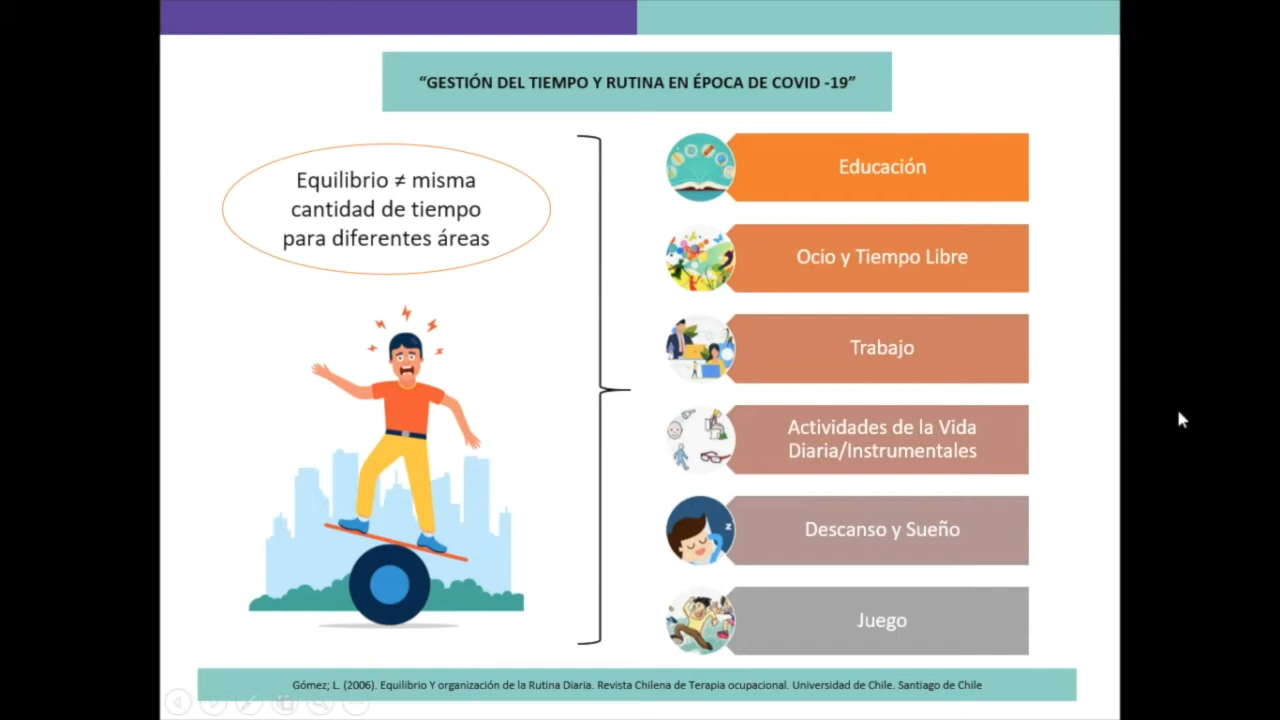 “GESTIÓN DEL TIEMPO Y RUTINA EN ÉPOCA DE COVID -19”
Equilibrio ≠ misma
cantidad de tiempo
para diferentes áreas
Educación
Ocio y Tiempo Libre
Trabajo
Actividades de la Vida
Diaria/Instrumentales
Descanso y Sueño
Juego
Gómez; L. (2006). Equilibrio Y organización de la Rutina Diaria. Revista Chilena de Terapia ocupacional. Universidad de Chile. Santiago de Chile